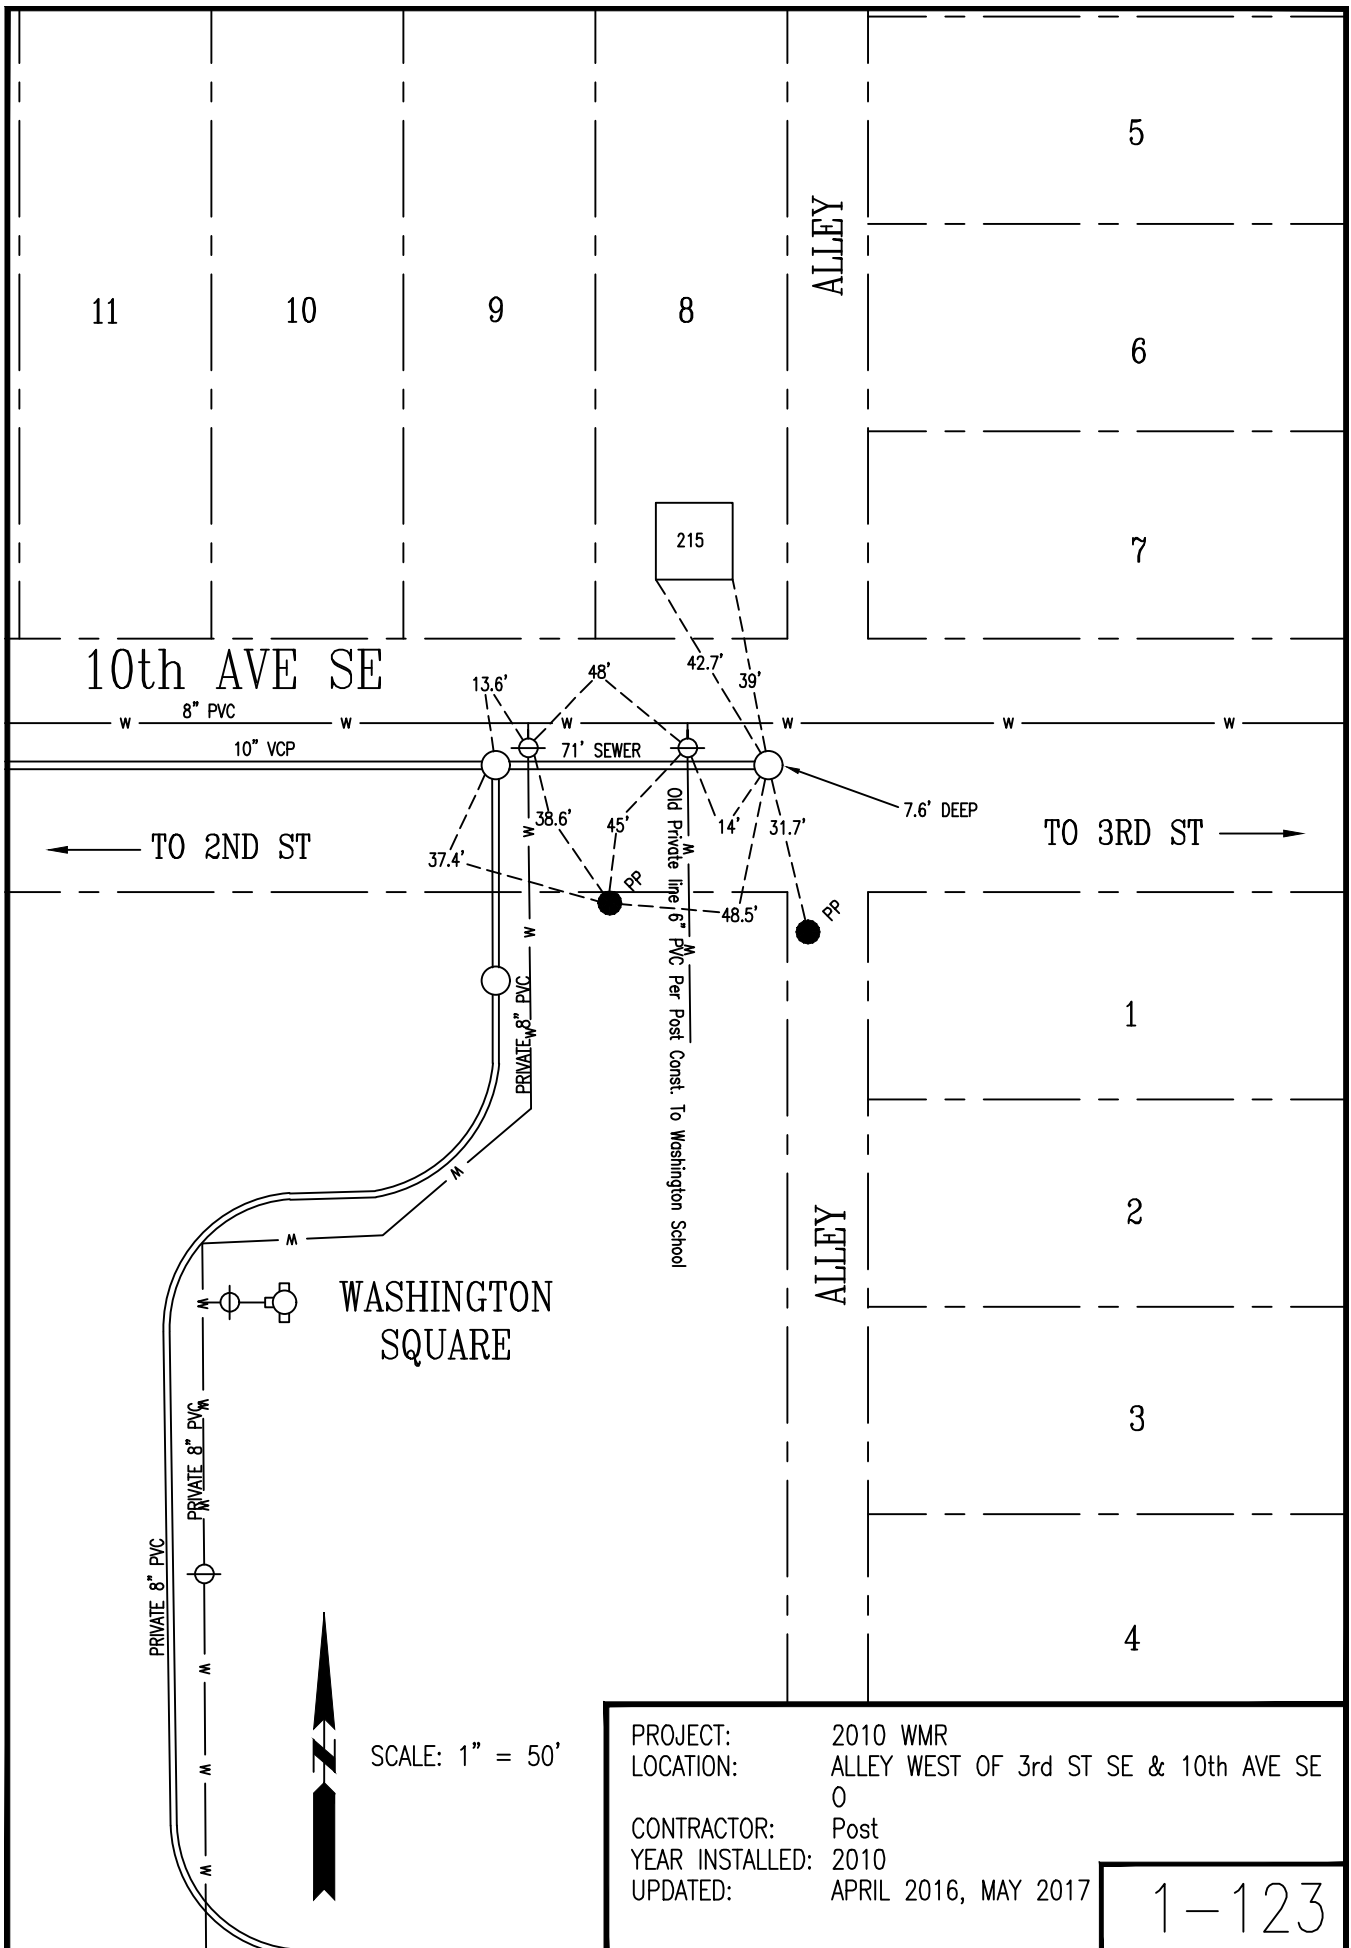 5
ALLEY
11
10
9
8
6
215
7
10th AVE SE
13.6'
48'
42.7'
39'
8" PVC
W
W
W
W
W
W
10" VCP
71' SEWER
7.6' DEEP
38.6'
45'
14'
31.7'
TO 2ND ST
TO 3RD ST
37.4'
W
W
PP
48.5'
PP
W
W
Old Private line 6" PVC Per Post Const. To Washington School
PRIVATE 8" PVC
W
1
W
2
ALLEY
W
WASHINGTON
SQUARE
W
W
3
PRIVATE 8" PVC
W
PRIVATE 8" PVC
4
W
W
W
N
SCALE: 1" = 50'
PROJECT: 2010 WMR
LOCATION: ALLEY WEST OF 3rd ST SE & 10th AVE SE
0
CONTRACTOR: Post
YEAR INSTALLED: 2010
UPDATED: APRIL 2016, MAY 2017
1-123